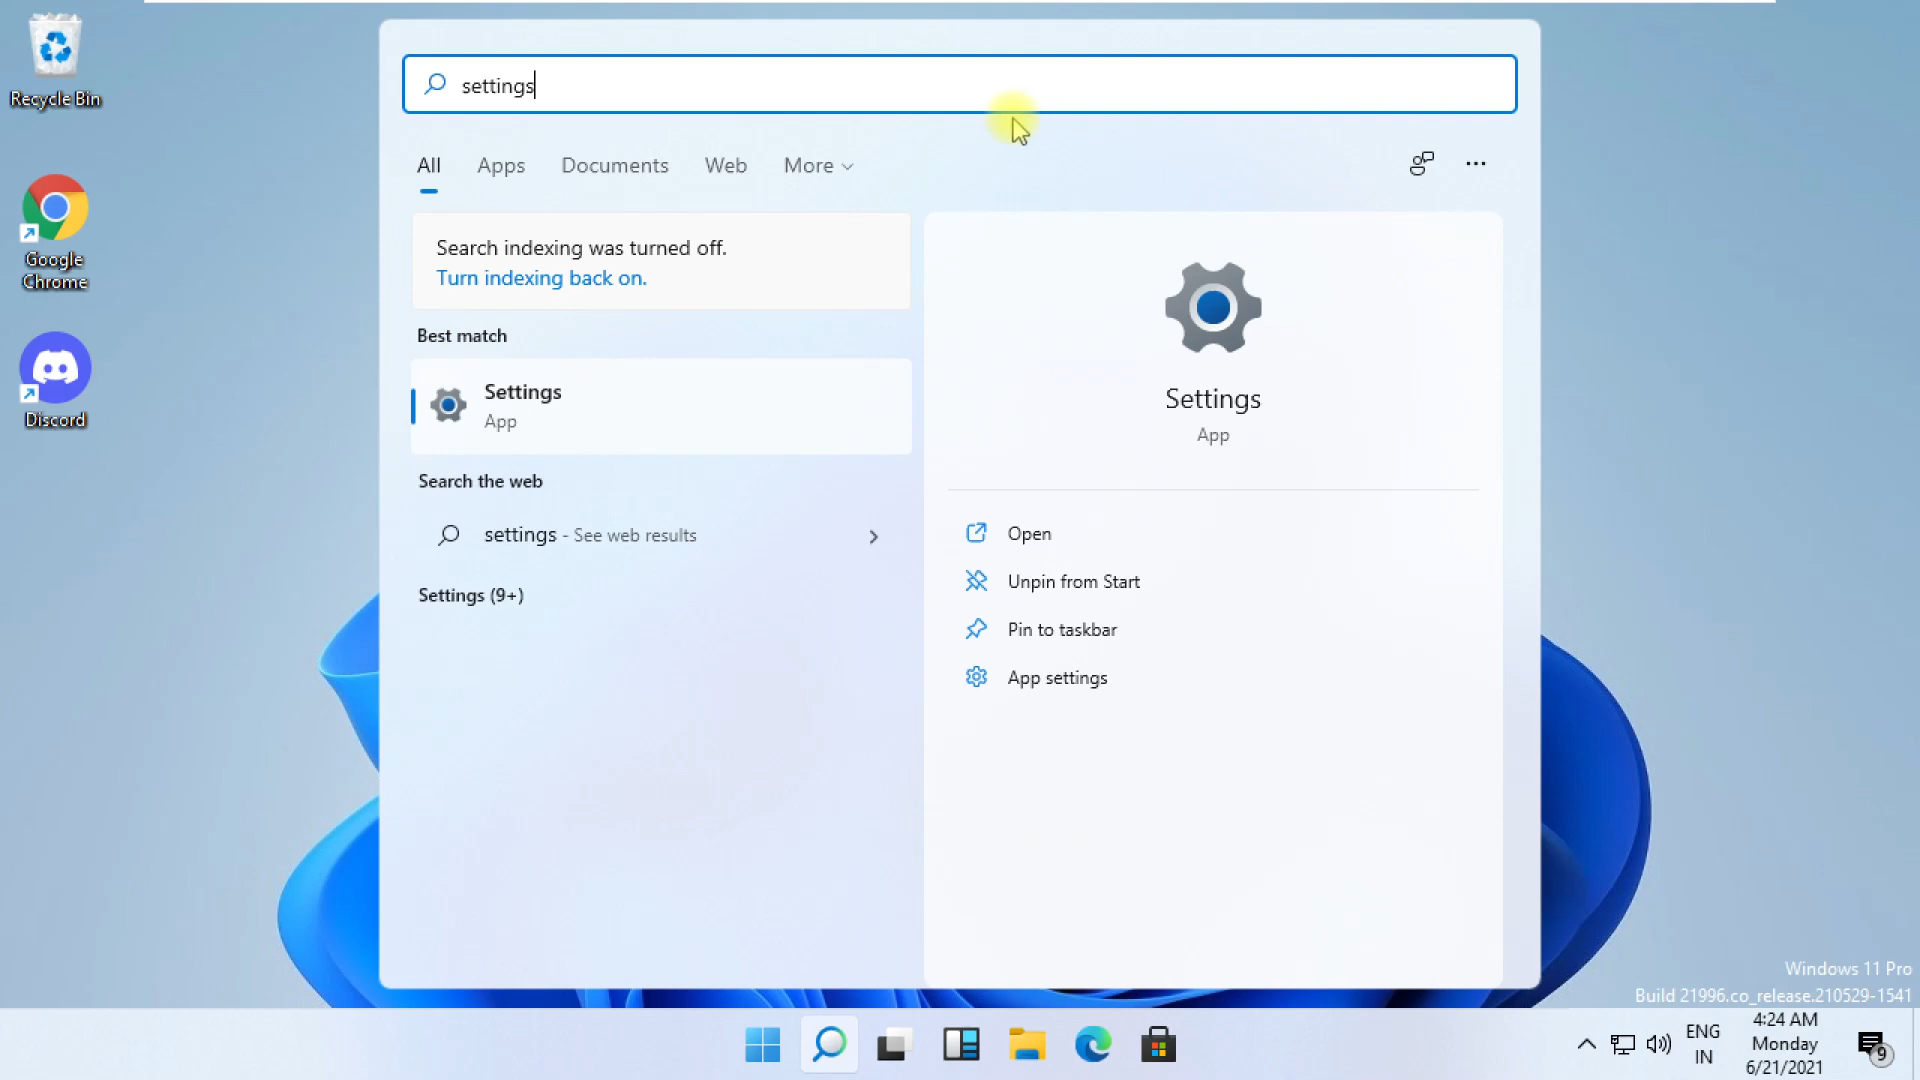 Recycle Bin
Google
Chrome
Discord
settings
All Apps Documents Web More
Search indexing was turned off.
Turn indexing back on.
Best match
Settings
App
Search the web
settings - See web results
Settings (9+)
Settings
App
Open
Unpin from Start
Pin to taskbar
App settings
Windows 11 Pro
Build 21996.co_release.210529-1541
ENG
IN
4:24 AM
Monday
6/21/2021
9